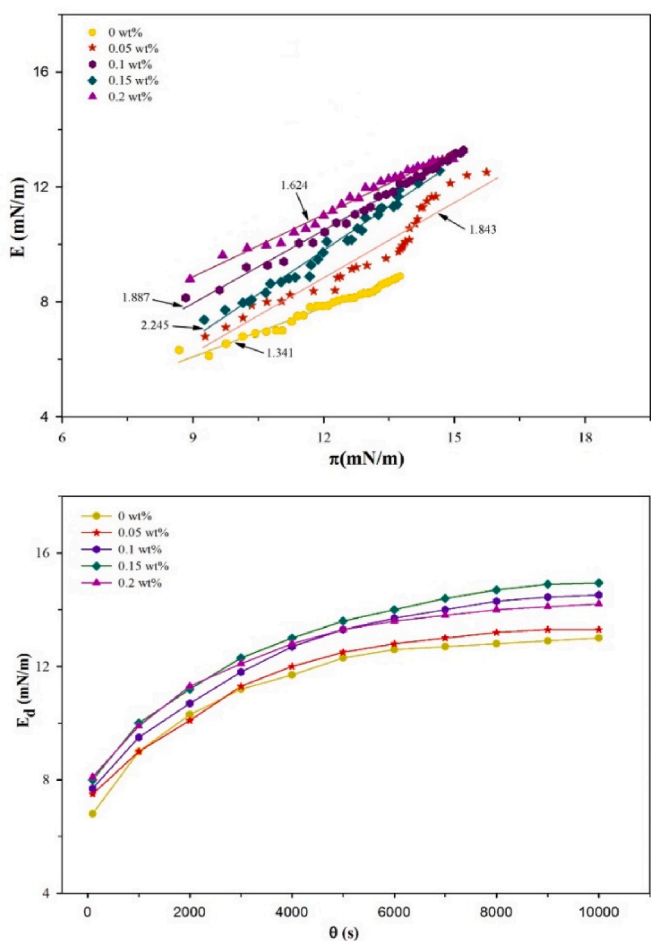 16
12
8
4
E (mN/m)
0 wt%
0.05 wt%
0.1 wt%
0.15 wt%
0.2 wt%
1.624
1.843
1.887
2.245
1.341
6 9 12 15 18
π(mN/m)
16
12
8
4
E_d (mN/m)
0 wt%
0.05 wt%
0.1 wt%
0.15 wt%
0.2 wt%
0 2000 4000 6000 8000 10000
θ (s)